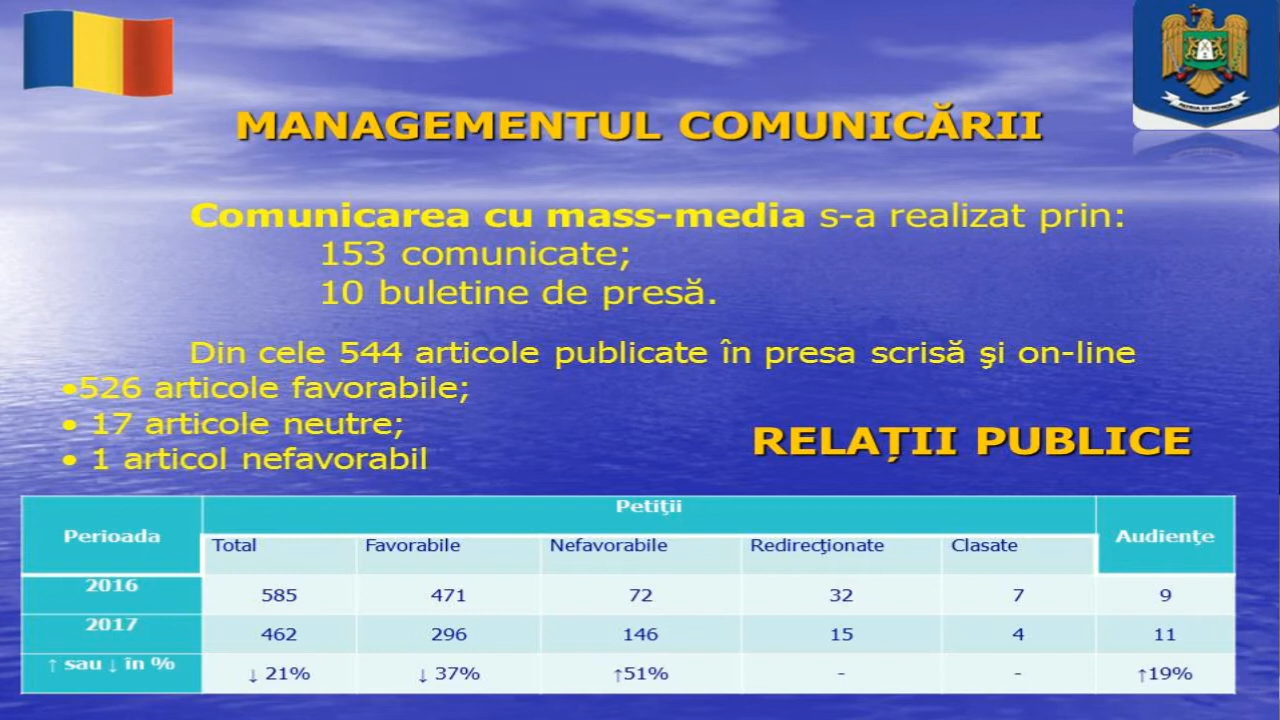 MANAGEMENTUL COMUNICĂRII
Comunicarea cu mass-media s-a realizat prin:
153 comunicate;
10 buletine de presă.
Din cele 544 articole publicate în presa scrisă şi on-line
•526 articole favorabile;
• 17 articole neutre;
• 1 articol nefavorabil
RELAȚII PUBLICE
Perioada Petiţii Audienţe
Total Favorabile Nefavorabile Redirecţionate Clasate
2016 585 471 72 32 7 9
2017 462 296 146 15 4 11
↑ sau ↓ în % ↓ 21% ↓ 37% ↑51% - - ↑19%